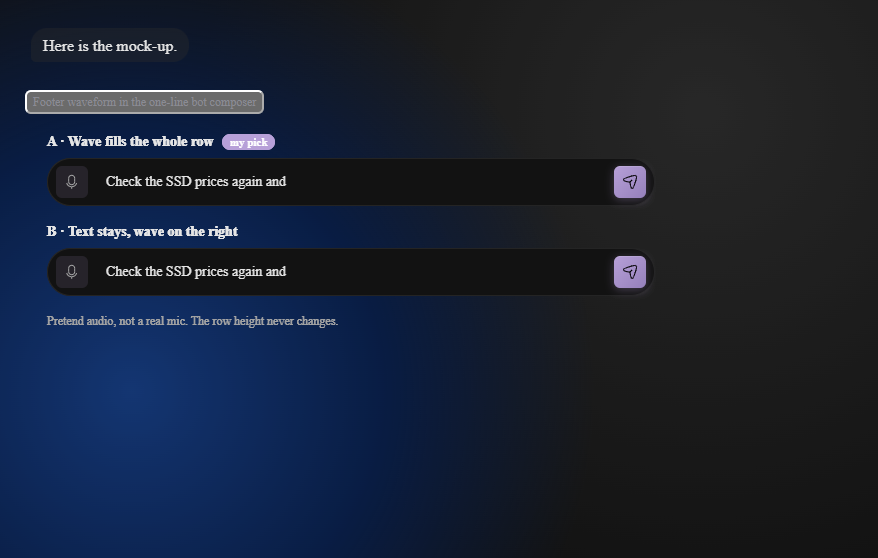 Here is the mock-up.
Footer waveform in the one-line bot composer
A · Wave fills the whole row my pick
Check the SSD prices again and
B · Text stays, wave on the right
Check the SSD prices again and
Pretend audio, not a real mic. The row height never changes.